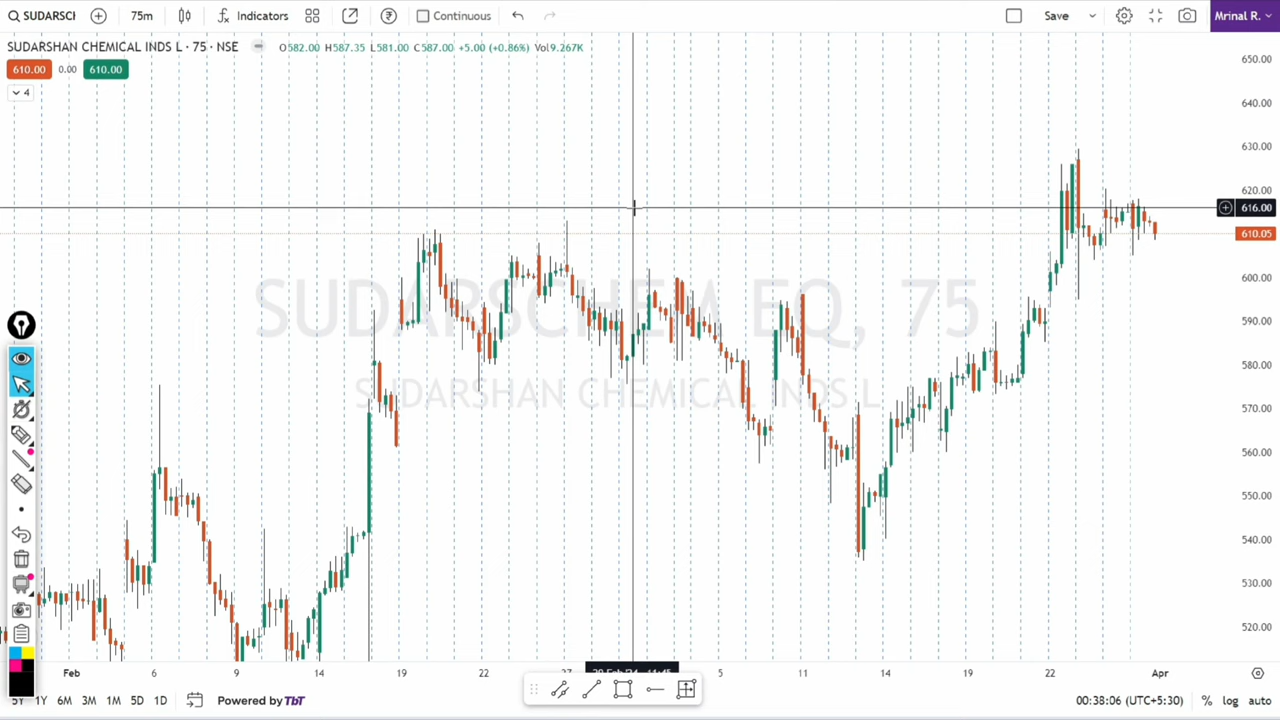 SUDARSCH 75m Indicators Continuous Save Mrinal R.
SUDARSHAN CHEMICAL INDS L · 75 · NSE O582.00 H587.35 L581.00 C587.00 +5.00 (+0.86%) Vol9.267K
610.00 0.00 610.00
4
650.00
640.00
630.00
620.00
616.00
610.05
600.00
590.00
580.00
570.00
560.00
550.00
540.00
530.00
520.00
SUDARSCHEM EQ, 75
SUDARSHAN CHEMICAL INDS L
Feb 6 9 14 19 22 5 11 14 19 22 Apr
5Y 1Y 6M 3M 1M 5D 1D Powered by TbT 00:38:06 (UTC+5:30) % log auto